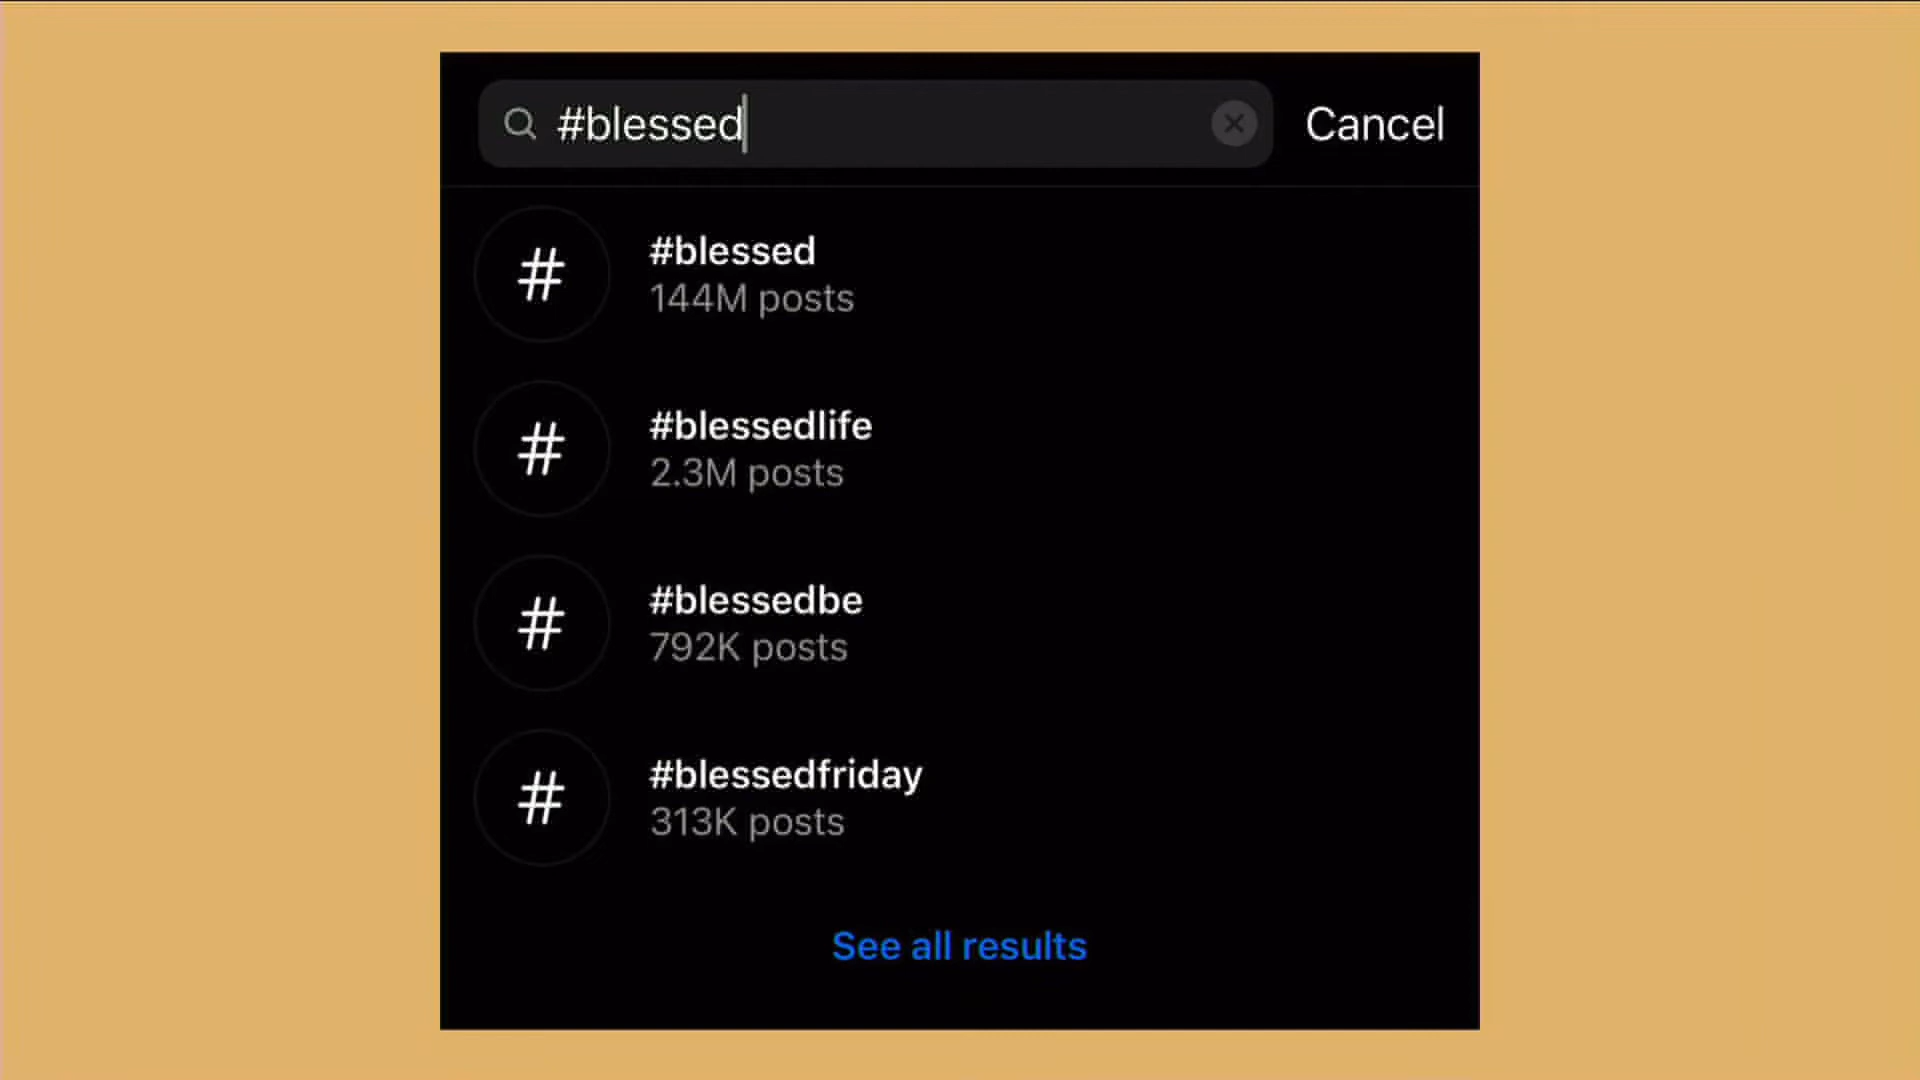 #blessed
Cancel
# #blessed
144M posts
# #blessedlife
2.3M posts
# #blessedbe
792K posts
# #blessedfriday
313K posts
See all results